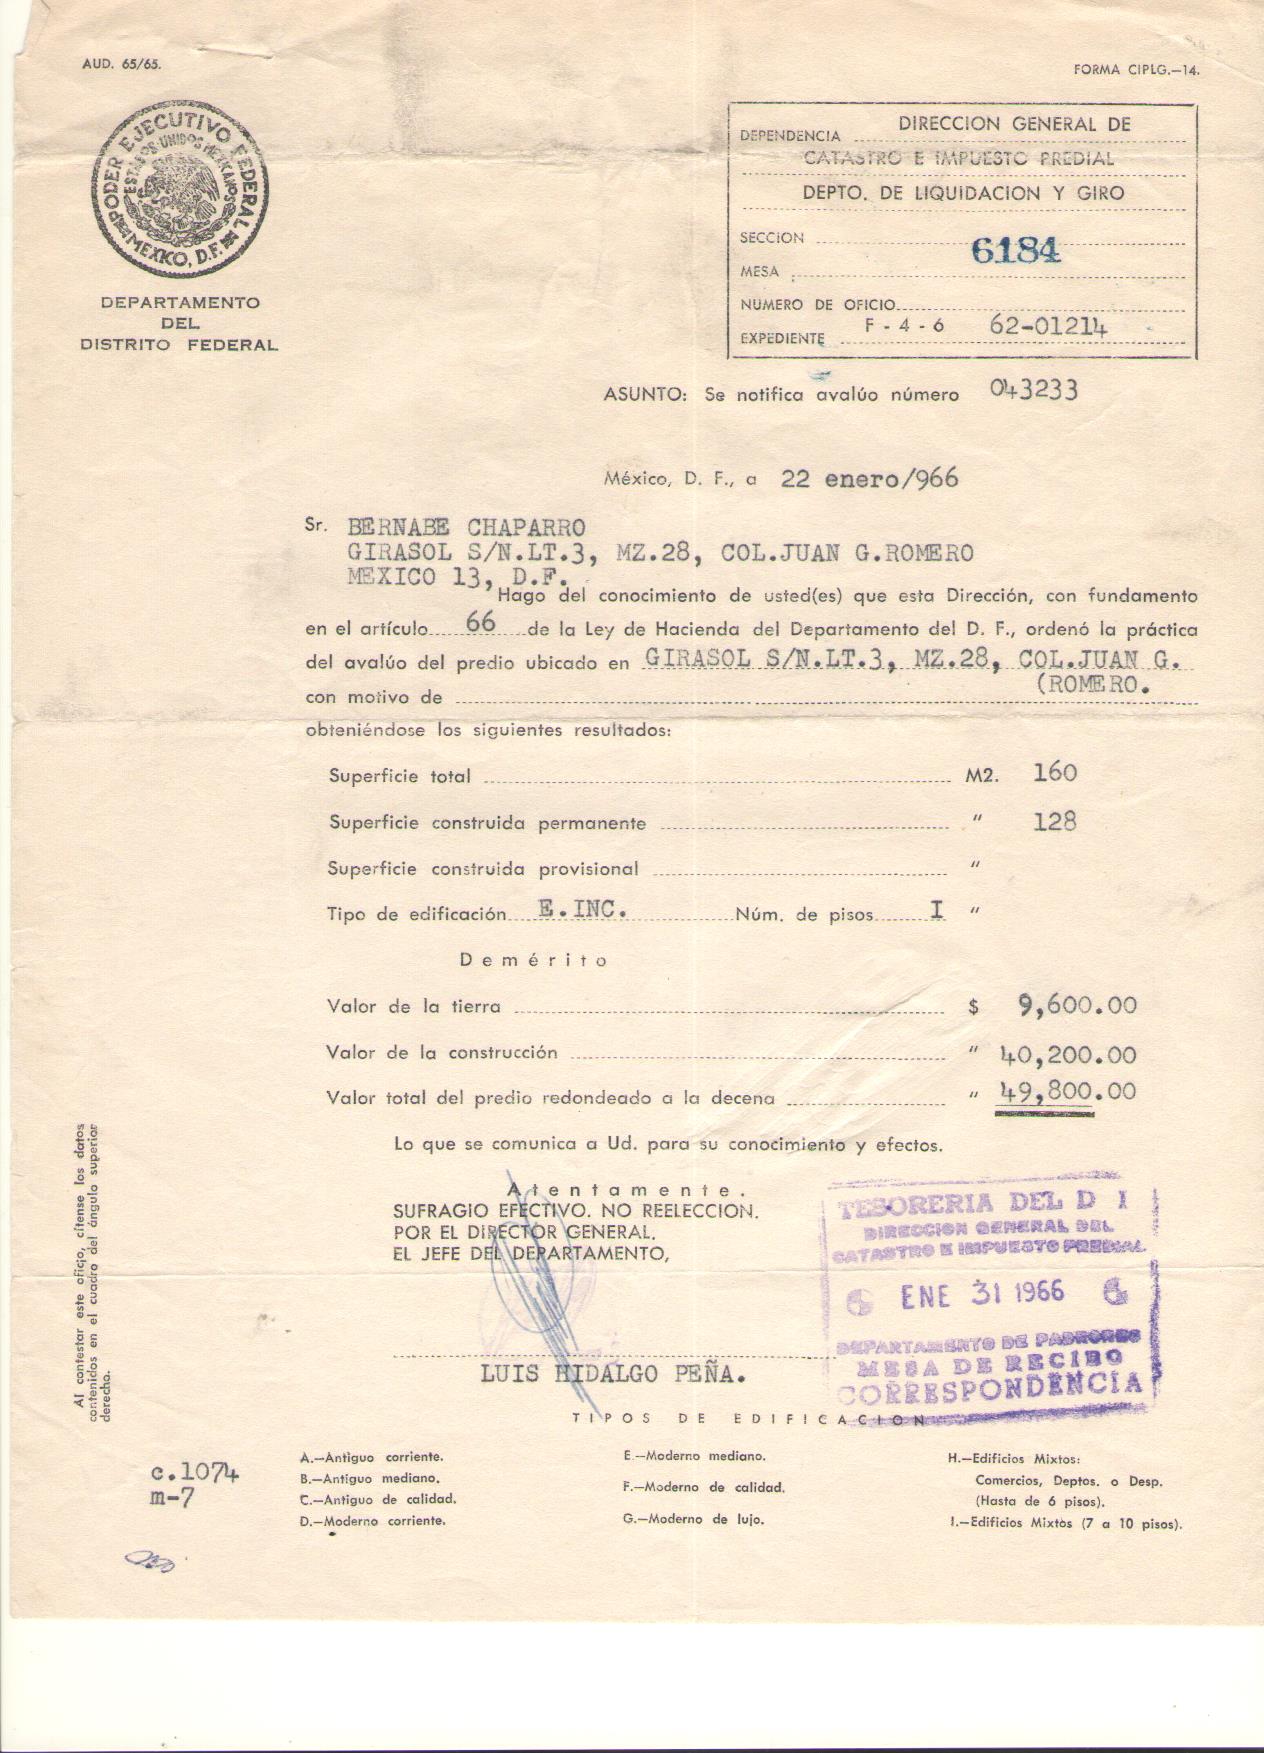 AUD. 65/65.
FORMA CIPLG.—14.
PODER EJECUTIVO FEDERAL
ESTADOS·UNIDOS MEXICANOS
MEXICO, D.F.
DEPARTAMENTO
DEL
DISTRITO FEDERAL
DEPENDENCIA DIRECCION GENERAL DE
CATASTRO E IMPUESTO PREDIAL
DEPTO. DE LIQUIDACION Y GIRO
SECCION
6184
MESA
NUMERO DE OFICIO
EXPEDIENTE F - 4 - 6 62-01214
ASUNTO: Se notifica avalúo número 043233
México, D. F., a 22 enero/966
Sr. BERNABE CHAPARRO
GIRASOL S/N.LT.3, MZ.28, COL.JUAN G.ROMERO
MEXICO 13, D.F.
Hago del conocimiento de usted(es) que esta Dirección, con fundamento
en el artículo 66 de la Ley de Hacienda del Departamento del D. F., ordenó la práctica
del avalúo del predio ubicado en GIRASOL S/N.LT.3, MZ.28, COL.JUAN G.
(ROMERO.
con motivo de
obteniéndose los siguientes resultados:
Superficie total M2. 160
Superficie construida permanente " 128
Superficie construida provisional "
Tipo de edificación E.INC. Núm. de pisos I "
Demérito
Valor de la tierra $ 9,600.00
Valor de la construcción " 40,200.00
Valor total del predio redondeado a la decena " 49,800.00
Lo que se comunica a Ud. para su conocimiento y efectos.
Atentamente.
SUFRAGIO EFECTIVO. NO REELECCION.
POR EL DIRECTOR GENERAL.
EL JEFE DEL DEPARTAMENTO,
LUIS HIDALGO PEÑA.
TESORERIA DEL D
DIRECCION GENERAL DEL
CATASTRO E IMPUESTO PREDIAL
ENE 31 1966
DEPARTAMENTO DE PADRONES
MESA DE RECIBO
CORRESPONDENCIA
Al contestar este oficio, cítense los datos
contenidos en el cuadro del ángulo superior
derecho.
TIPOS DE EDIFICACION
c.1074
m-7
A.—Antiguo corriente.
B.—Antiguo mediano.
C.—Antiguo de calidad.
D.—Moderno corriente.
E.—Moderno mediano.
F.—Moderno de calidad.
G.—Moderno de lujo.
H.—Edificios Mixtos:
Comercios, Deptos. o Desp.
(Hasta de 6 pisos).
I.—Edificios Mixtos (7 a 10 pisos).